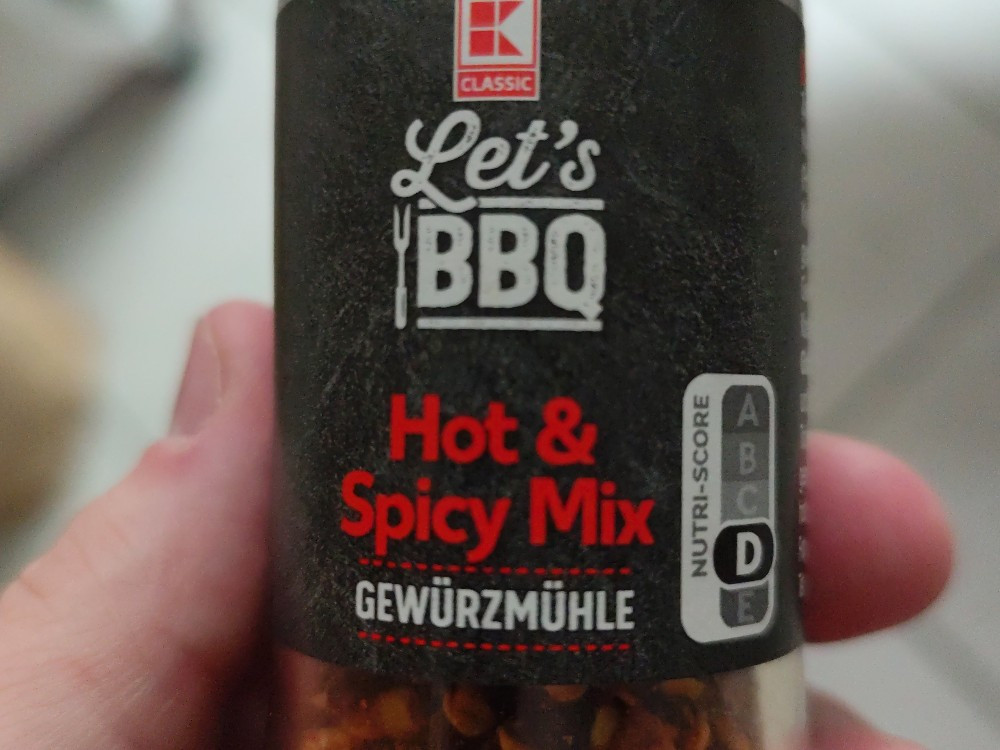 K
CLASSIC
Let's
BBQ
Hot &
Spicy Mix
GEWÜRZMÜHLE
NUTRI-SCORE
A
B
C
D
E